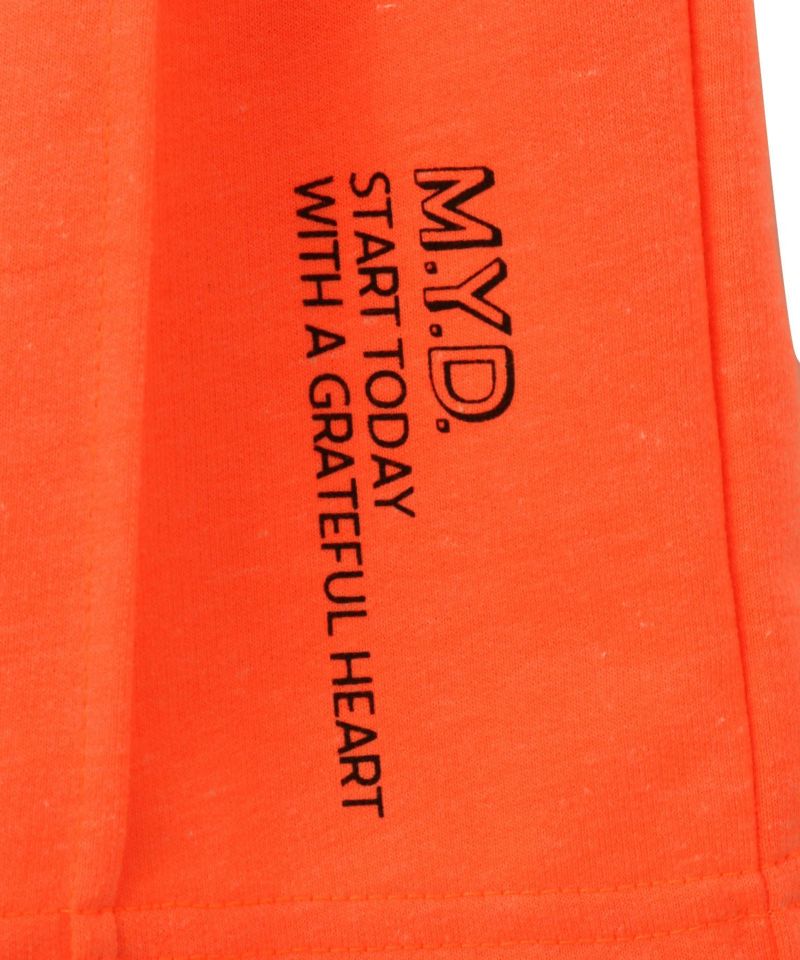 M.Y.D.
START TODAY
WITH A GRATEFUL HEART